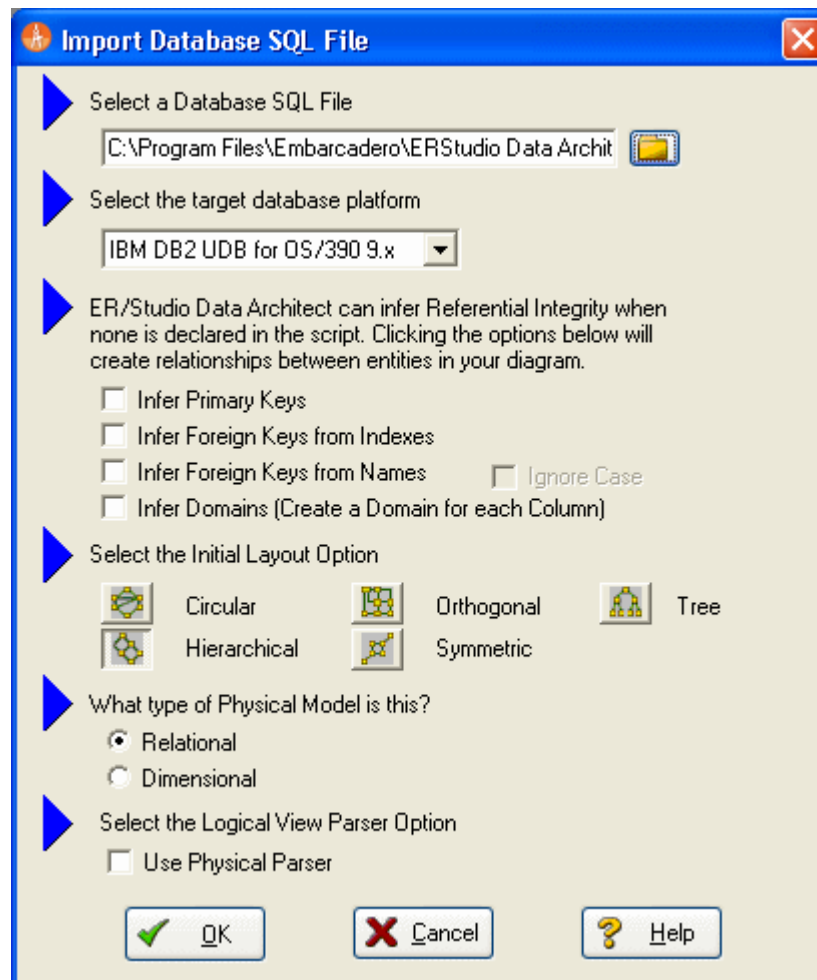 Import Database SQL File
Select a Database SQL File
C:\Program Files\Embarcadero\ERStudio Data Archit
Select the target database platform
IBM DB2 UDB for OS/390 9.x
ER/Studio Data Architect can infer Referential Integrity when
none is declared in the script. Clicking the options below will
create relationships between entities in your diagram.
Infer Primary Keys
Infer Foreign Keys from Indexes
Infer Foreign Keys from Names Ignore Case
Infer Domains (Create a Domain for each Column)
Select the Initial Layout Option
Circular Orthogonal Tree
Hierarchical Symmetric
What type of Physical Model is this?
Relational
Dimensional
Select the Logical View Parser Option
Use Physical Parser
OK Cancel Help